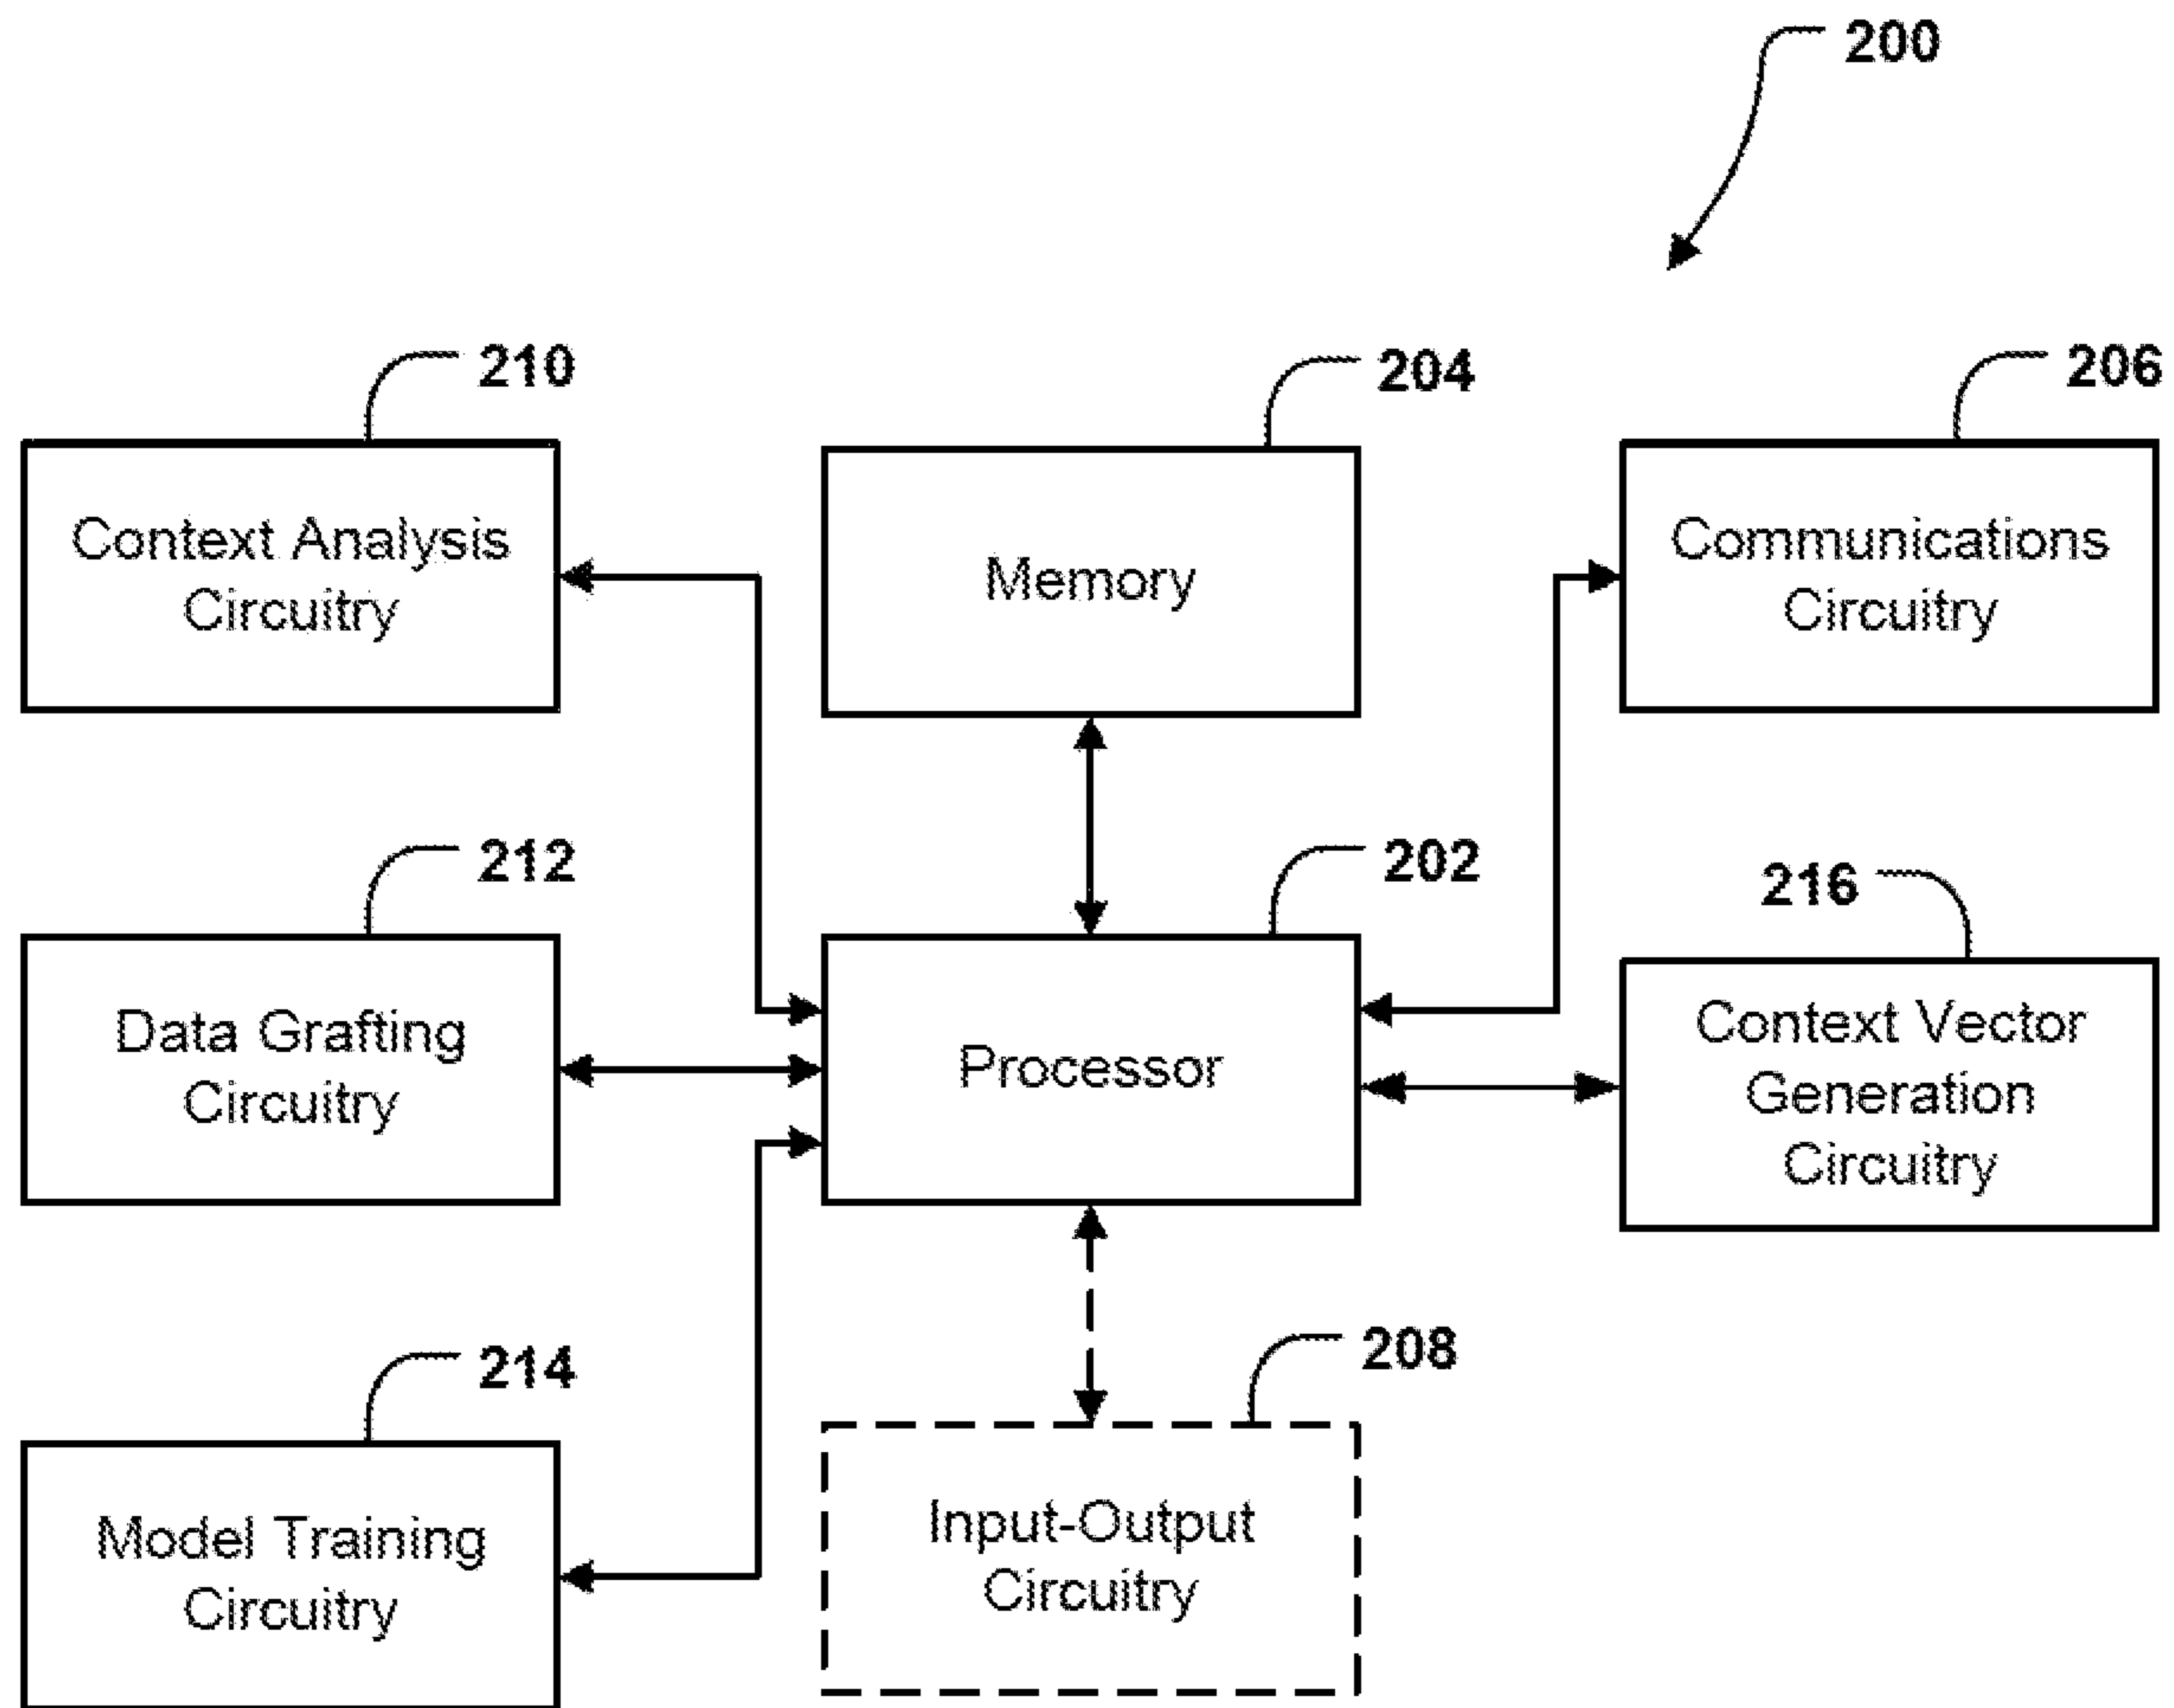 200
210
204
206
Context Analysis
Circuitry
Memory
Communications
Circuitry
212
202
216
Data Grafting
Circuitry
Processor
Context Vector
Generation
Circuitry
214
208
Model Training
Circuitry
Input-Output
Circuitry